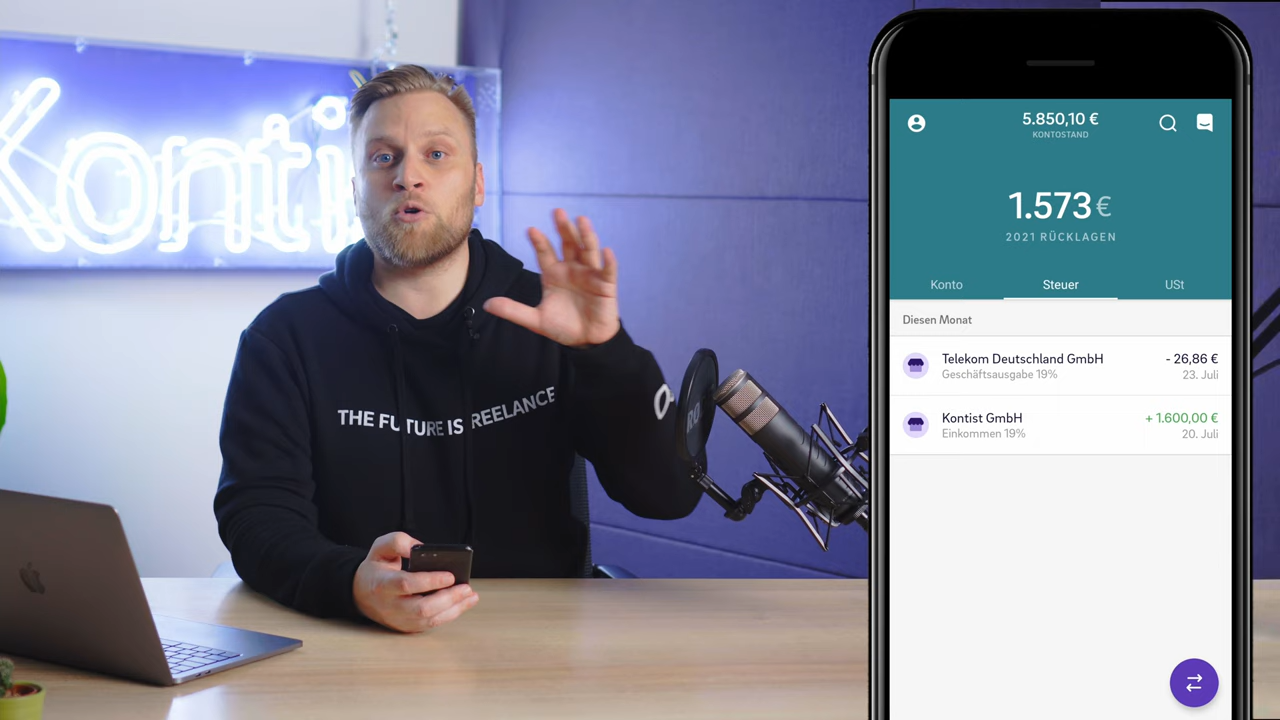 Konti
THE FUTURE IS FREELANCE
5.850,10 €
KONTOSTAND
1.573 €
2021 RÜCKLAGEN
Konto Steuer USt
Diesen Monat
Telekom Deutschland GmbH - 26,86 €
Geschäftsausgabe 19% 23. Juli
Kontist GmbH + 1.600,00 €
Einkommen 19% 20. Juli